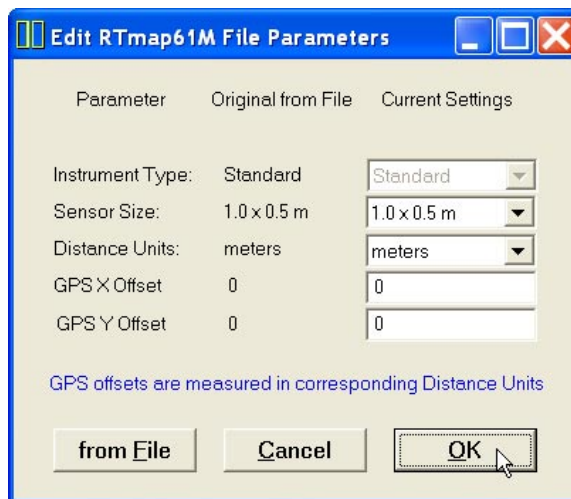 Edit RTmap61M File Parameters
Parameter Original from File Current Settings
Instrument Type: Standard Standard
Sensor Size: 1.0 x 0.5 m 1.0 x 0.5 m
Distance Units: meters meters
GPS X Offset 0 0
GPS Y Offset 0 0
GPS offsets are measured in corresponding Distance Units
from File Cancel OK